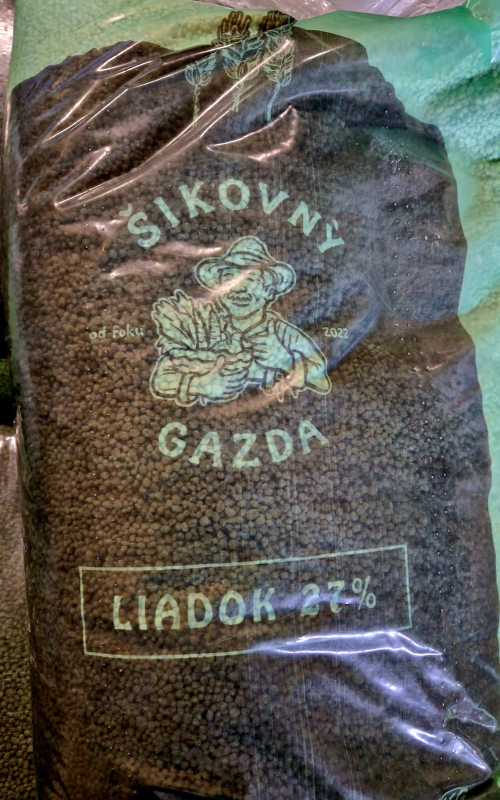 ŠIKOVNÝ
od roku 2022
GAZDA
LIADOK 27%